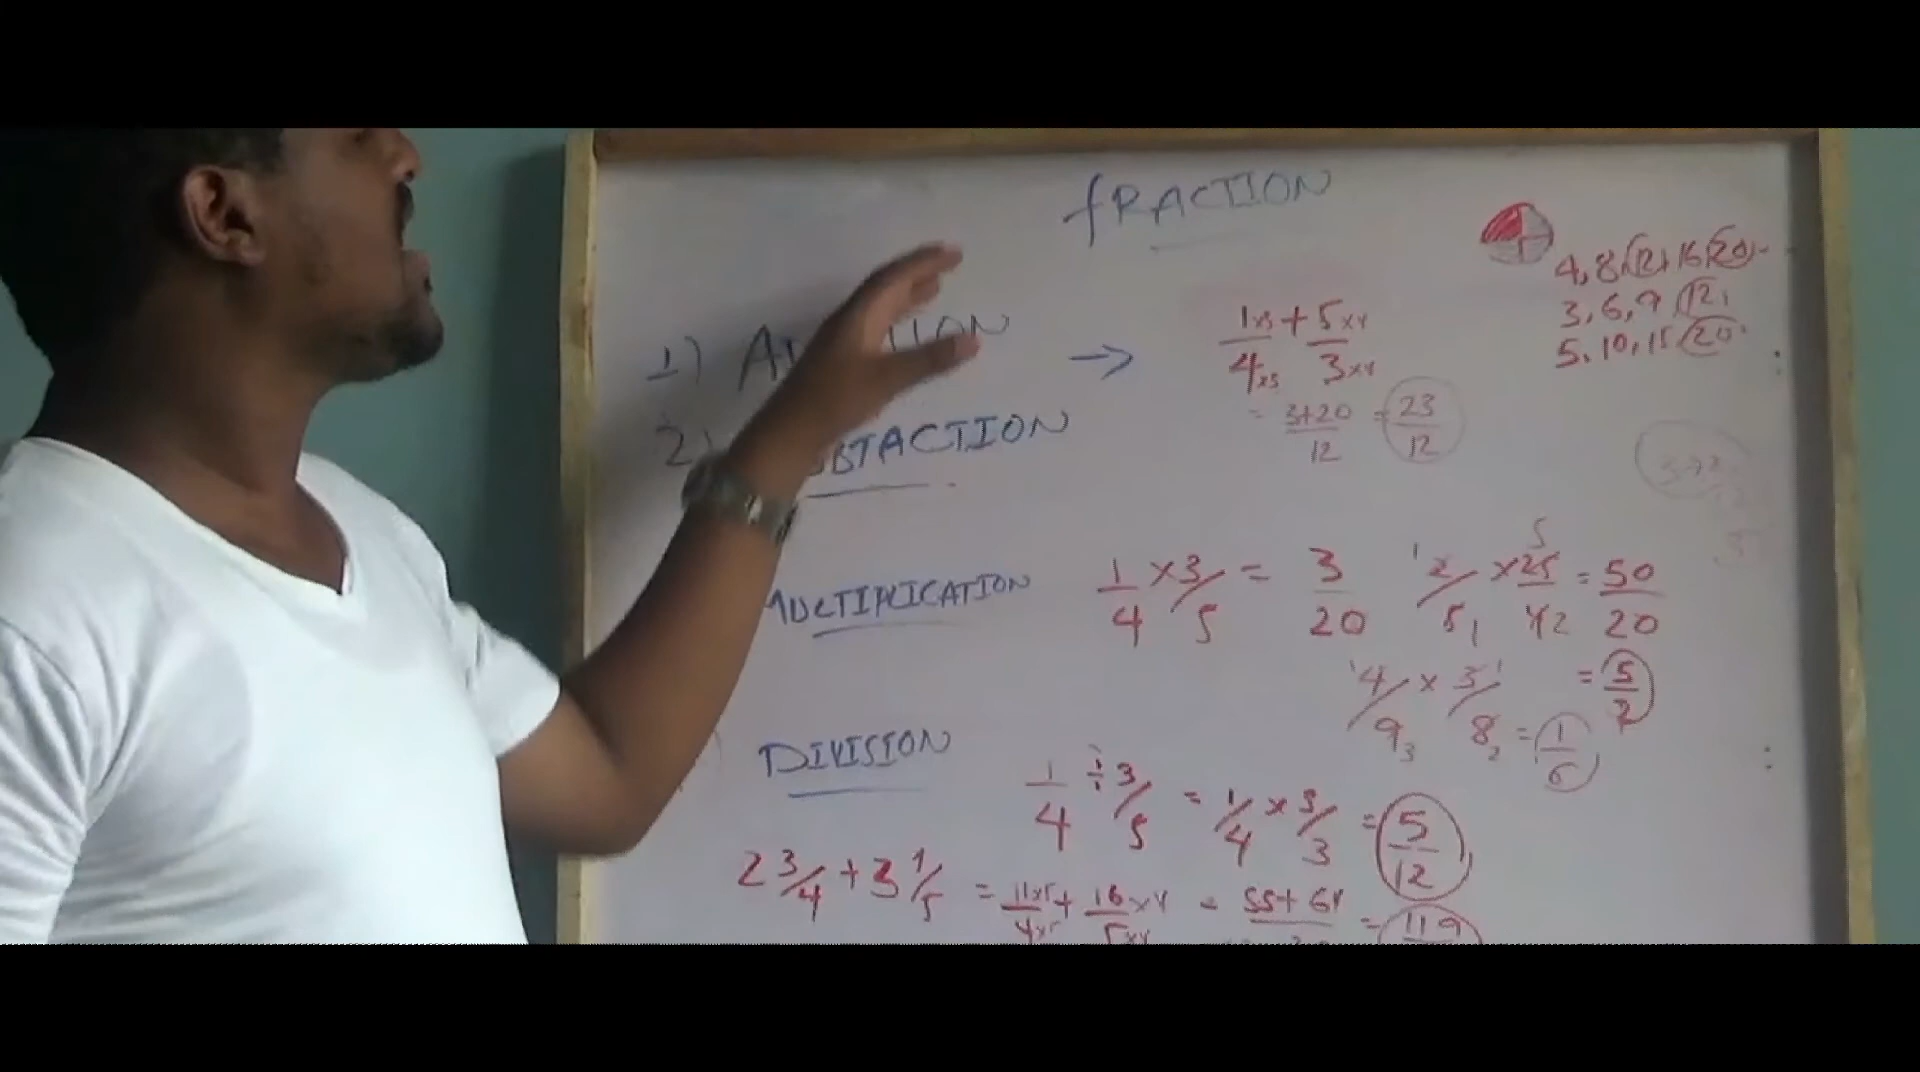 fRACTION
4, 8, 12, 16, 20
3, 6, 9, 12,
5, 10, 15, 20
1) A TION → 1x3/4x3 + 5x4/3x4
= 3+20/12 = 23/12
2) BTACTION
MULTIPLICATION 1/4 x 3/5 = 3/20 2/5 x 25/4 = 50/20
4/9 x 3/8 = 1/6 = 5/2
DIVISION 1/4 ÷ 3/5 = 1/4 x 5/3 = 5/12
2 3/4 + 3 1/5 = 11x5/4x5 + 16x4/5x4 = 55+64 = 119